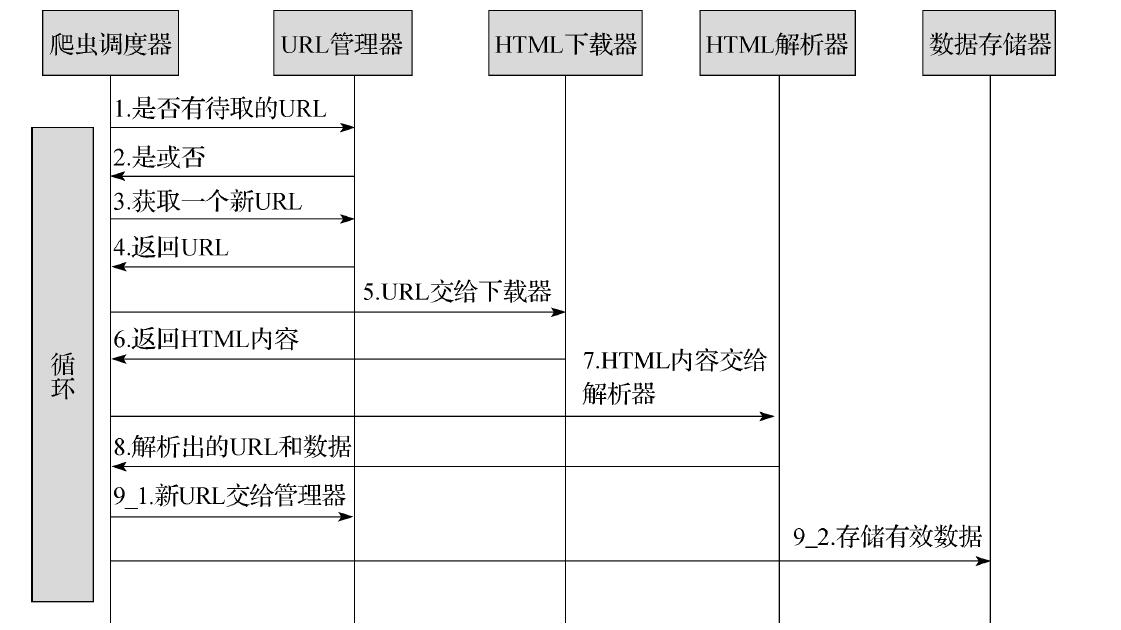 爬虫调度器
URL管理器
HTML下载器
HTML解析器
数据存储器
1.是否有待取的URL
2.是或否
3.获取一个新URL
4.返回URL
5.URL交给下载器
6.返回HTML内容
7.HTML内容交给
解析器
循
环
8.解析出的URL和数据
9_1.新URL交给管理器
9_2.存储有效数据